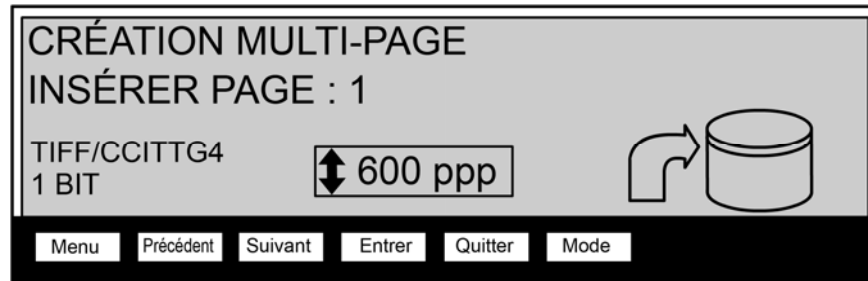 CRÉATION MULTI-PAGE
INSÉRER PAGE : 1
TIFF/CCITTG4
1 BIT
600 ppp
Menu Précédent Suivant Entrer Quitter Mode